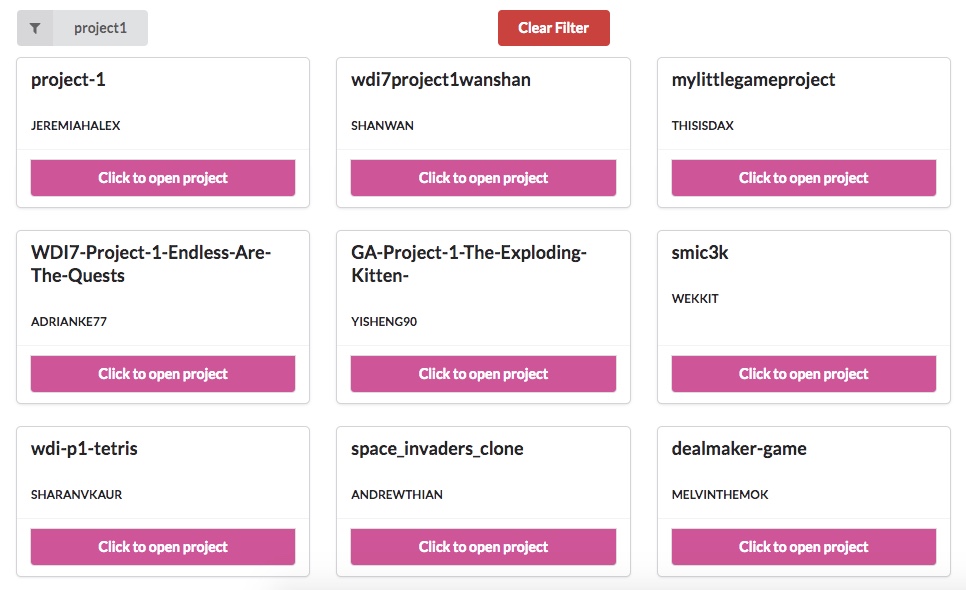 project1
Clear Filter
project-1
JEREMIAHALEX
Click to open project
wdi7project1wanshan
SHANWAN
Click to open project
mylittlegameproject
THISISDAX
Click to open project
WDI7-Project-1-Endless-Are-
The-Quests
ADRIANKE77
Click to open project
GA-Project-1-The-Exploding-
Kitten-
YISHENG90
Click to open project
smic3k
WEKKIT
Click to open project
wdi-p1-tetris
SHARANVKAUR
Click to open project
space_invaders_clone
ANDREWTHIAN
Click to open project
dealmaker-game
MELVINTHEMOK
Click to open project